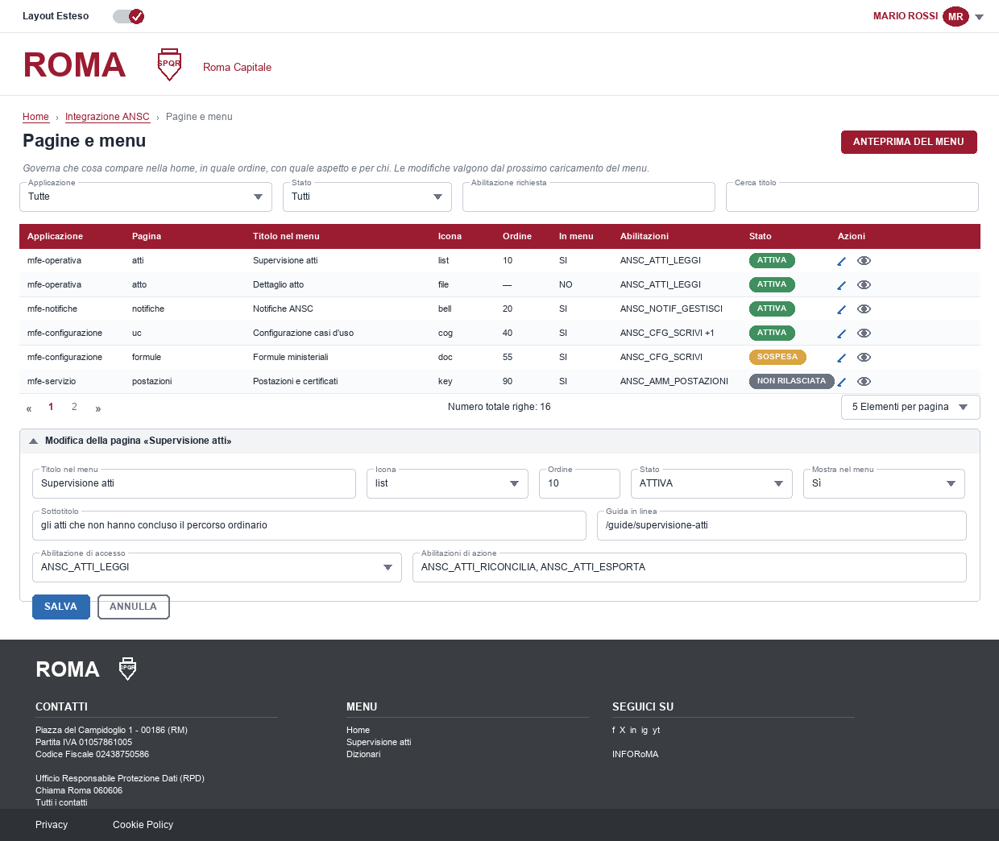 Layout Esteso
MARIO ROSSI MR
ROMA SPQR Roma Capitale
Home › Integrazione ANSC › Pagine e menu
Pagine e menu
ANTEPRIMA DEL MENU
Governa che cosa compare nella home, in quale ordine, con quale aspetto e per chi. Le modifiche valgono dal prossimo caricamento del menu.
Applicazione Stato Abilitazione richiesta Cerca titolo
Tutte Tutti
Applicazione Pagina Titolo nel menu Icona Ordine In menu Abilitazioni Stato Azioni
mfe-operativa atti Supervisione atti list 10 SI ANSC_ATTI_LEGGI ATTIVA
mfe-operativa atto Dettaglio atto file — NO ANSC_ATTI_LEGGI ATTIVA
mfe-notifiche notifiche Notifiche ANSC bell 20 SI ANSC_NOTIF_GESTISCI ATTIVA
mfe-configurazione uc Configurazione casi d'uso cog 40 SI ANSC_CFG_SCRIVI +1 ATTIVA
mfe-configurazione formule Formule ministeriali doc 55 SI ANSC_CFG_SCRIVI SOSPESA
mfe-servizio postazioni Postazioni e certificati key 90 SI ANSC_AMM_POSTAZIONI NON RILASCIATA
« 1 2 » Numero totale righe: 16 5 Elementi per pagina
Modifica della pagina «Supervisione atti»
Titolo nel menu Icona Ordine Stato Mostra nel menu
Supervisione atti list 10 ATTIVA Sì
Sottotitolo Guida in linea
gli atti che non hanno concluso il percorso ordinario /guide/supervisione-atti
Abilitazione di accesso Abilitazioni di azione
ANSC_ATTI_LEGGI ANSC_ATTI_RICONCILIA, ANSC_ATTI_ESPORTA
SALVA ANNULLA
ROMA SPQR
CONTATTI MENU SEGUICI SU
Piazza del Campidoglio 1 - 00186 (RM) Home f X in ig yt
Partita IVA 01057861005 Supervisione atti
Codice Fiscale 02438750586 Dizionari INFORoMA
Ufficio Responsabile Protezione Dati (RPD)
Chiama Roma 060606
Tutti i contatti
Privacy Cookie Policy